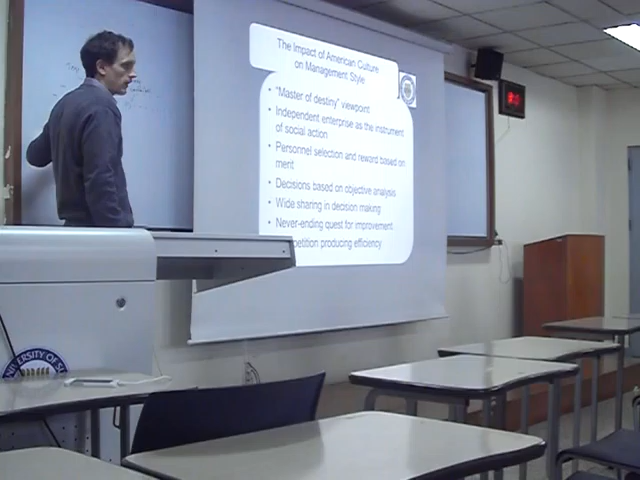 The Impact of American Culture
on Management Style
• "Master of destiny" viewpoint
• Independent enterprise as the instrument
of social action
• Personnel selection and reward based on
merit
• Decisions based on objective analysis
• Wide sharing in decision making
• Never-ending quest for improvement
petition producing efficiency
UNIVERSITY OF